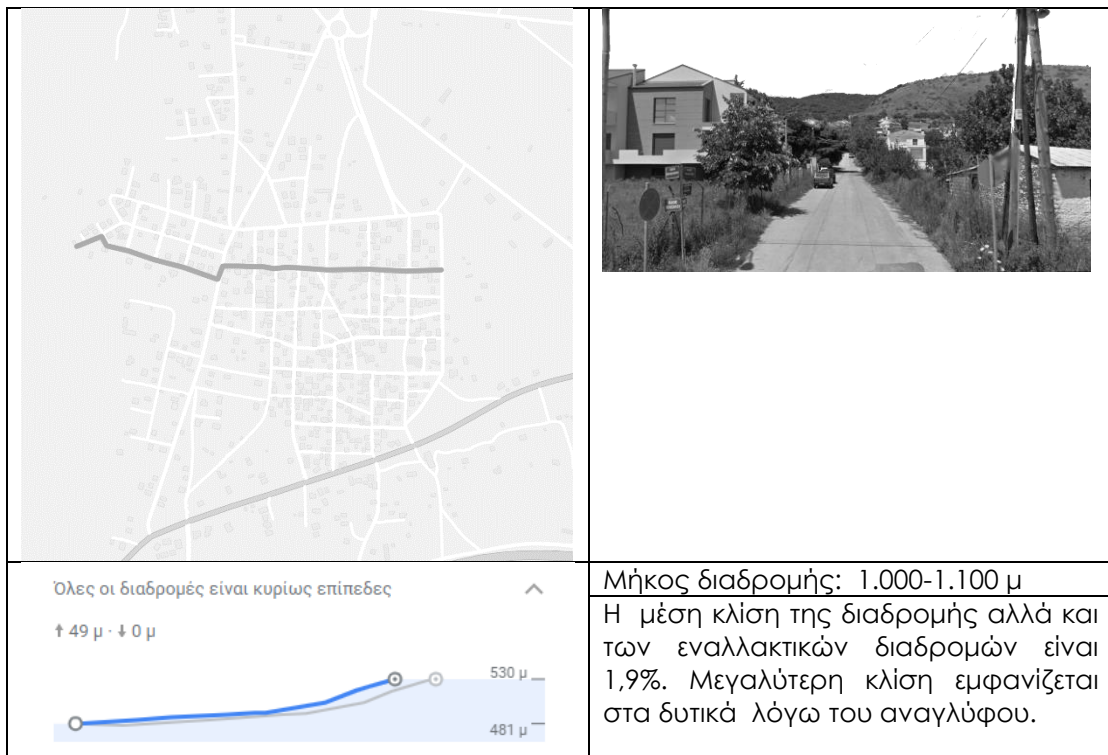 Όλες οι διαδρομές είναι κυρίως επίπεδες
↑ 49 μ · ↓ 0 μ
530 μ
481 μ
Μήκος διαδρομής: 1.000-1.100 μ
Η μέση κλίση της διαδρομής αλλά και
των εναλλακτικών διαδρομών είναι
1,9%. Μεγαλύτερη κλίση εμφανίζεται
στα δυτικά λόγω του αναγλύφου.